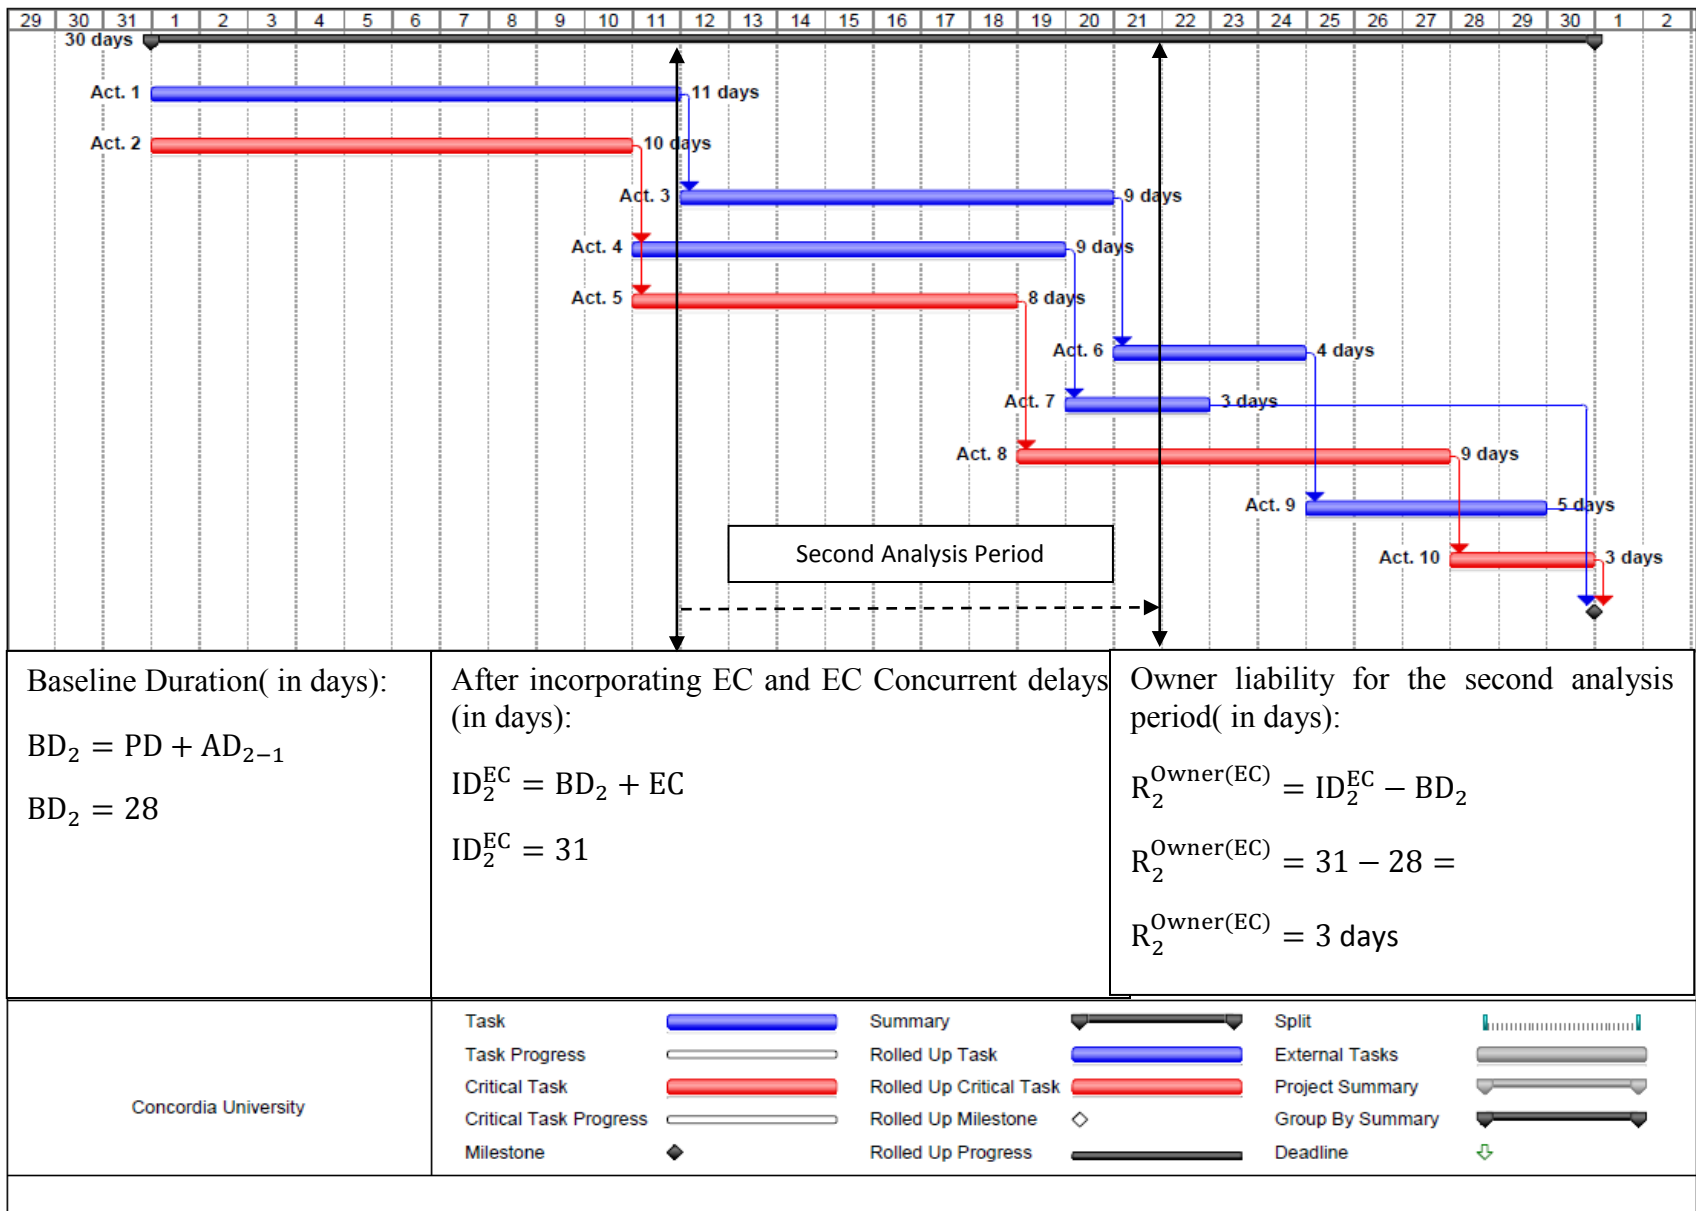 29 30 31 1 2 3 4 5 6 7 8 9 10 11 12 13 14 15 16 17 18 19 20 21 22 23 24 25 26 27 28 29 30 1 2
30 days
Act. 1 11 days
Act. 2 10 days
Act. 3 9 days
Act. 4 9 days
Act. 5 8 days
Act. 6 4 days
Act. 7 3 days
Act. 8 9 days
Act. 9 5 days
Second Analysis Period
Act. 10 3 days
Baseline Duration( in days):
BD₂ = PD + AD₂₋₁
BD₂ = 28
After incorporating EC and EC Concurrent delays
(in days):
ID₂^EC = BD₂ + EC
ID₂^EC = 31
Owner liability for the second analysis
period( in days):
R₂^Owner(EC) = ID₂^EC − BD₂
R₂^Owner(EC) = 31 − 28 =
R₂^Owner(EC) = 3 days
Concordia University
Task
Task Progress
Critical Task
Critical Task Progress
Milestone
Summary
Rolled Up Task
Rolled Up Critical Task
Rolled Up Milestone
Rolled Up Progress
Split
External Tasks
Project Summary
Group By Summary
Deadline